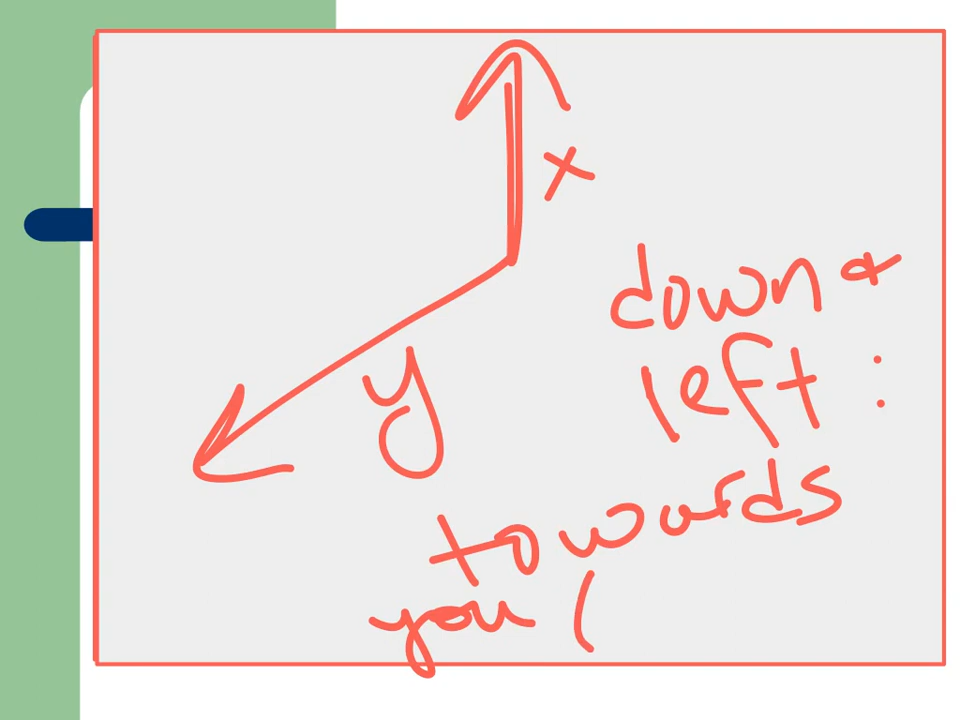 x
down &
left :
y
towards
you (